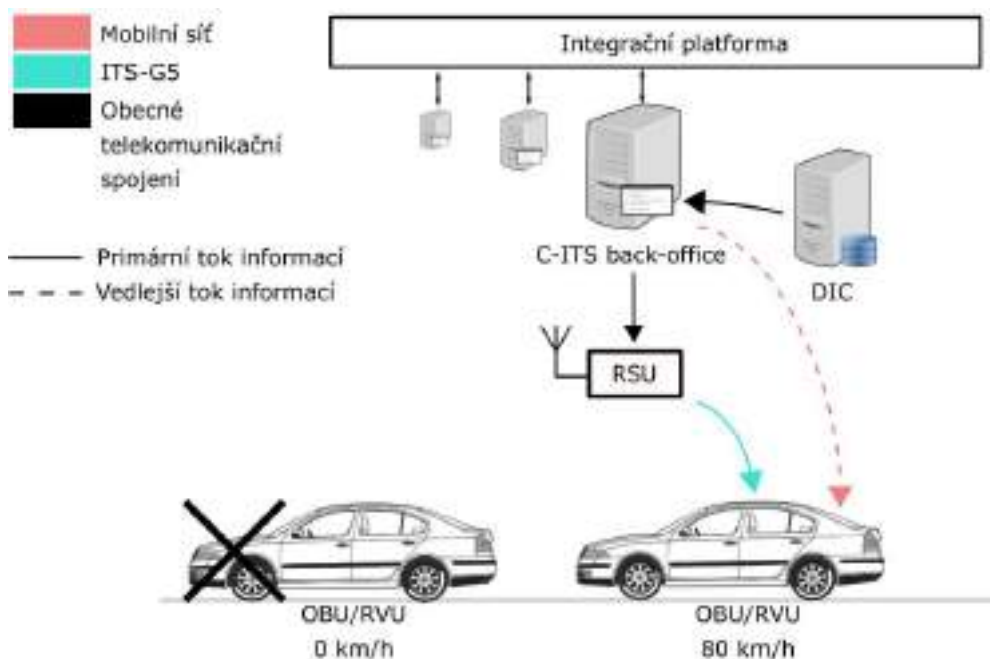 Mobilní síť
ITS-G5
Obecné
telekomunikační
spojení
Primární tok informací
Vedlejší tok informací
Integrační platforma
C-ITS back-office
DIC
RSU
OBU/RVU
0 km/h
OBU/RVU
80 km/h